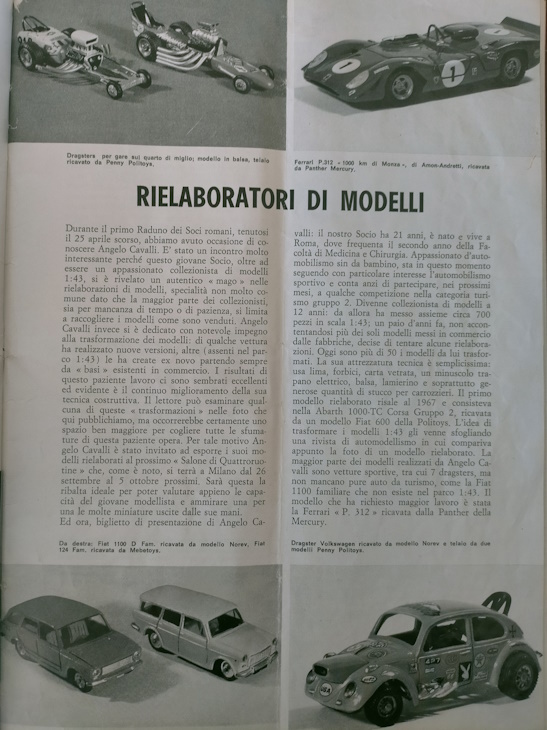 Dragsters per gare sul quarto di miglio; modello in balsa, telaio
ricavato da Penny Politoys.
Ferrari P.312 « 1000 km di Monza », di Amon-Andretti, ricavata
da Panther Mercury.
RIELABORATORI DI MODELLI
Durante il primo Raduno dei Soci romani, tenutosi
il 25 aprile scorso, abbiamo avuto occasione di co-
noscere Angelo Cavalli. E' stato un incontro molto
interessante perché questo giovane Socio, oltre ad
essere un appassionato collezionista di modelli
1:43, si è rivelato un autentico « mago » nelle
rielaborazioni di modelli, specialità non molto co-
mune dato che la maggior parte dei collezionisti,
sia per mancanza di tempo o di pazienza, si limita
a raccogliere i modelli come sono venduti. Angelo
Cavalli invece si è dedicato con notevole impegno
alla trasformazione dei modelli: di qualche vettura
ha realizzato nuove versioni, altre (assenti nel par-
co 1:43) le ha create ex novo partendo sempre
da « basi » esistenti in commercio. I risultati di
questo paziente lavoro ci sono sembrati eccellenti
ed evidente è il continuo miglioramento della sua
tecnica costruttiva. Il lettore può esaminare qual-
cuna di queste « trasformazioni » nelle foto che
qui pubblichiamo, ma occorrerebbe certamente uno
spazio ben maggiore per cogliere tutte le sfuma-
ture di questa paziente opera. Per tale motivo An-
gelo Cavalli è stato invitato ad esporre i suoi mo-
delli rielaborati al prossimo « Salone di Quattroruo-
tine » che, come è noto, si terrà a Milano dal 26
settembre al 5 ottobre prossimi. Sarà questa la
ribalta ideale per poter valutare appieno le capa-
cità del giovane modellista e ammirare una per
una le molte miniature uscite dalle sue mani.
Ed ora, biglietto di presentazione di Angelo Ca-
valli: il nostro Socio ha 21 anni, è nato e vive a
Roma, dove frequenta il secondo anno della Fa-
coltà di Medicina e Chirurgia. Appassionato d'auto-
mobilismo sin da bambino, sta in questo momento
seguendo con particolare interesse l'automobilismo
sportivo e conta anzi di partecipare, nei prossimi
mesi, a qualche competizione nella categoria turi-
smo gruppo 2. Divenne collezionista di modelli a
12 anni: da allora ha messo assieme circa 700
pezzi in scala 1:43; un paio d'anni fa, non accon-
tentandosi più dei soli modelli messi in commercio
dalle fabbriche, decise di tentare alcune rielabora-
zioni. Oggi sono più di 50 i modelli da lui trasfor-
mati. La sua attrezzatura tecnica è semplicissima:
usa lima, forbici, carta vetrata, un minuscolo tra-
pano elettrico, balsa, lamierino e soprattutto ge-
nerose quantità di stucco per carrozzieri. Il primo
modello rielaborato risale al 1967 e consisteva
nella Abarth 1000-TC Corsa Gruppo 2, ricavata
da un modello Fiat 600 della Politoys. L'idea di
trasformare i modelli 1:43 gli venne sfogliando
una rivista di automodellismo in cui compariva
appunto la foto di un modello rielaborato. La
maggior parte dei modelli realizzati da Angelo Ca-
valli sono vetture sportive, tra cui 7 dragsters, ma
non mancano pure auto da turismo, come la Fiat
1100 familiare che non esiste nel parco 1:43. Il
modello che ha richiesto maggior lavoro è stata
la Ferrari « P. 312 » ricavata dalla Panther della
Mercury.
Da destra: Fiat 1100 D Fam. ricavata da modello Norev, Fiat
124 Fam. ricavata da Mebetoys.
Dragster Volkswagen ricavato da modello Norev e telaio da due
modelli Penny Politoys.